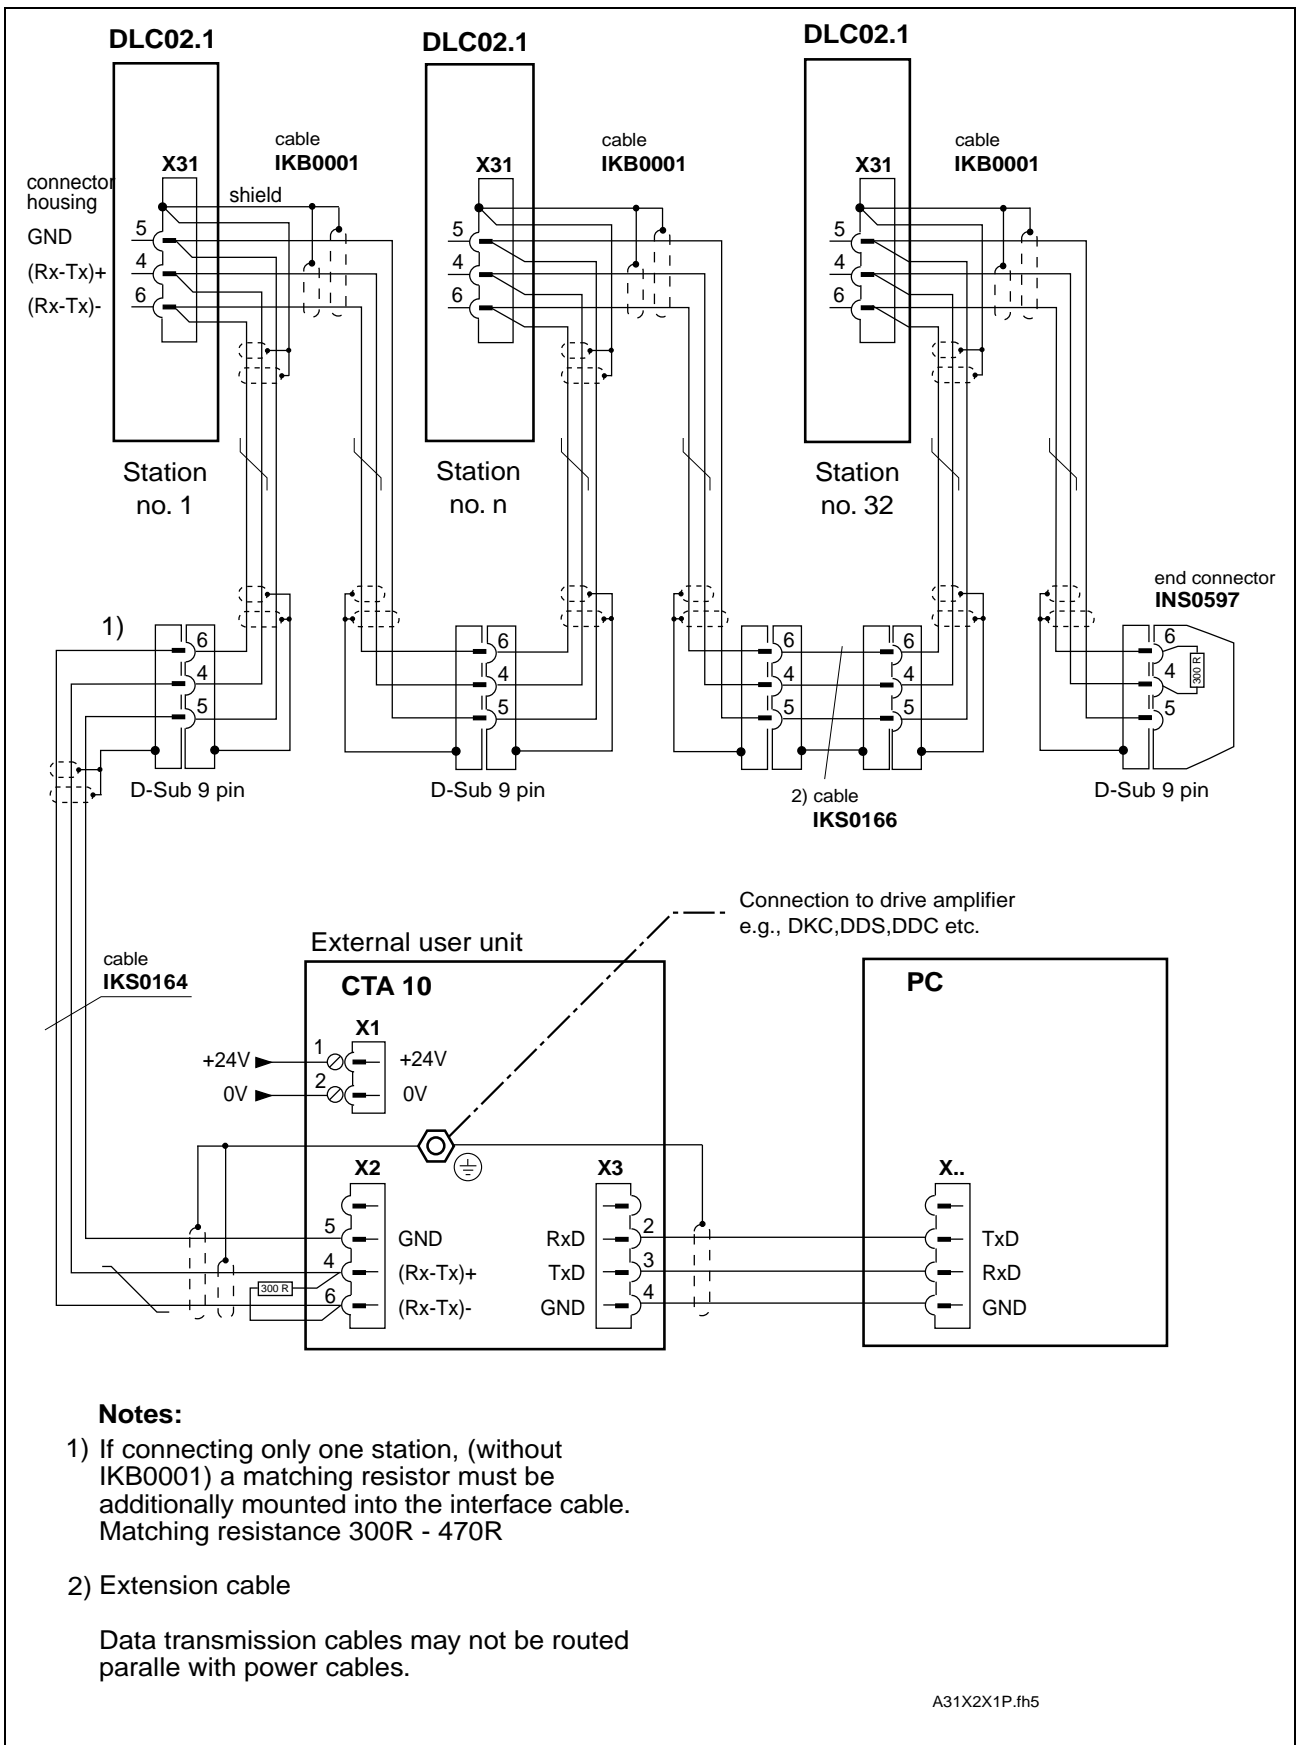 DLC02.1
DLC02.1
DLC02.1
cable
IKB0001
cable
IKB0001
cable
IKB0001
X31
X31
X31
connector
housing
shield
GND
5
5
5
(Rx-Tx)+
4
4
4
(Rx-Tx)-
6
6
6
Station
no. 1
Station
no. n
Station
no. 32
end connector
INS0597
1)
6
4
5
6
4
5
6
4
5
6
4
5
6
4
5
300 R
D-Sub 9 pin
D-Sub 9 pin
2) cable
IKS0166
D-Sub 9 pin
Connection to drive amplifier
e.g., DKC,DDS,DDC etc.
External user unit
cable
IKS0164
CTA 10
PC
X1
+24V
1
+24V
0V
2
0V
X2
X3
X..
5
GND
RxD
2
TxD
4
(Rx-Tx)+
TxD
3
RxD
300 R
6
(Rx-Tx)-
GND
4
GND
Notes:
1) If connecting only one station, (without
IKB0001) a matching resistor must be
additionally mounted into the interface cable.
Matching resistance 300R - 470R
2) Extension cable
Data transmission cables may not be routed
paralle with power cables.
A31X2X1P.fh5